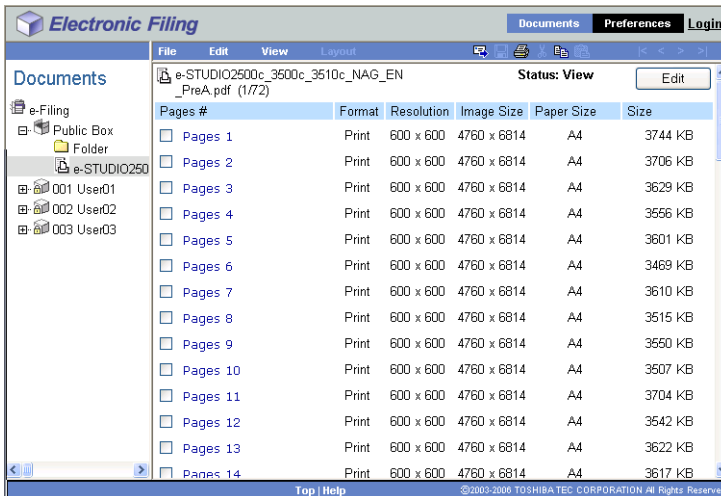 Electronic Filing
Documents Preferences Login
File Edit View Layout |< < > >|
Documents
e-Filing
Public Box
Folder
e-STUDIO250
001 User01
002 User02
003 User03
e-STUDIO2500c_3500c_3510c_NAG_EN
_PreA.pdf (1/72)
Status: View Edit
Pages # Format Resolution Image Size Paper Size Size
Pages 1 Print 600 x 600 4760 x 6814 A4 3744 KB
Pages 2 Print 600 x 600 4760 x 6814 A4 3706 KB
Pages 3 Print 600 x 600 4760 x 6814 A4 3629 KB
Pages 4 Print 600 x 600 4760 x 6814 A4 3556 KB
Pages 5 Print 600 x 600 4760 x 6814 A4 3601 KB
Pages 6 Print 600 x 600 4760 x 6814 A4 3469 KB
Pages 7 Print 600 x 600 4760 x 6814 A4 3610 KB
Pages 8 Print 600 x 600 4760 x 6814 A4 3515 KB
Pages 9 Print 600 x 600 4760 x 6814 A4 3550 KB
Pages 10 Print 600 x 600 4760 x 6814 A4 3507 KB
Pages 11 Print 600 x 600 4760 x 6814 A4 3704 KB
Pages 12 Print 600 x 600 4760 x 6814 A4 3542 KB
Pages 13 Print 600 x 600 4760 x 6814 A4 3622 KB
Pages 14 Print 600 x 600 4760 x 6814 A4 3617 KB
Top | Help ©2003-2006 TOSHIBA TEC CORPORATION All Rights Reserve